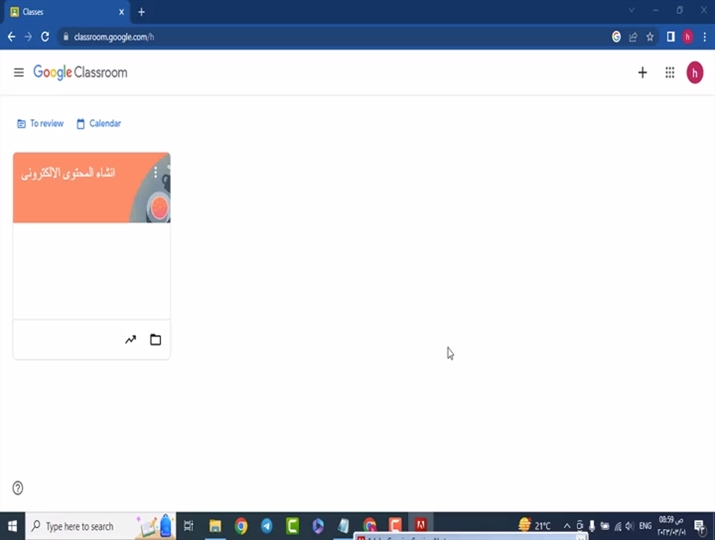 Classes
classroom.google.com/h
h
Google Classroom
h
To review
Calendar
انشاء المحتوى الالكترونى
Type here to search
21°C
ENG
08:59 ص
٢٠٢٣/٠٣/٠١